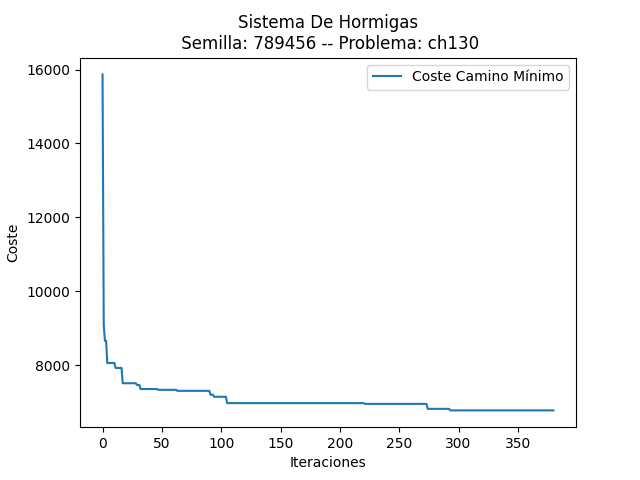 Sistema De Hormigas
Semilla: 789456 -- Problema: ch130
Coste Camino Mínimo
16000
14000
12000
10000
8000
Coste
0 50 100 150 200 250 300 350
Iteraciones